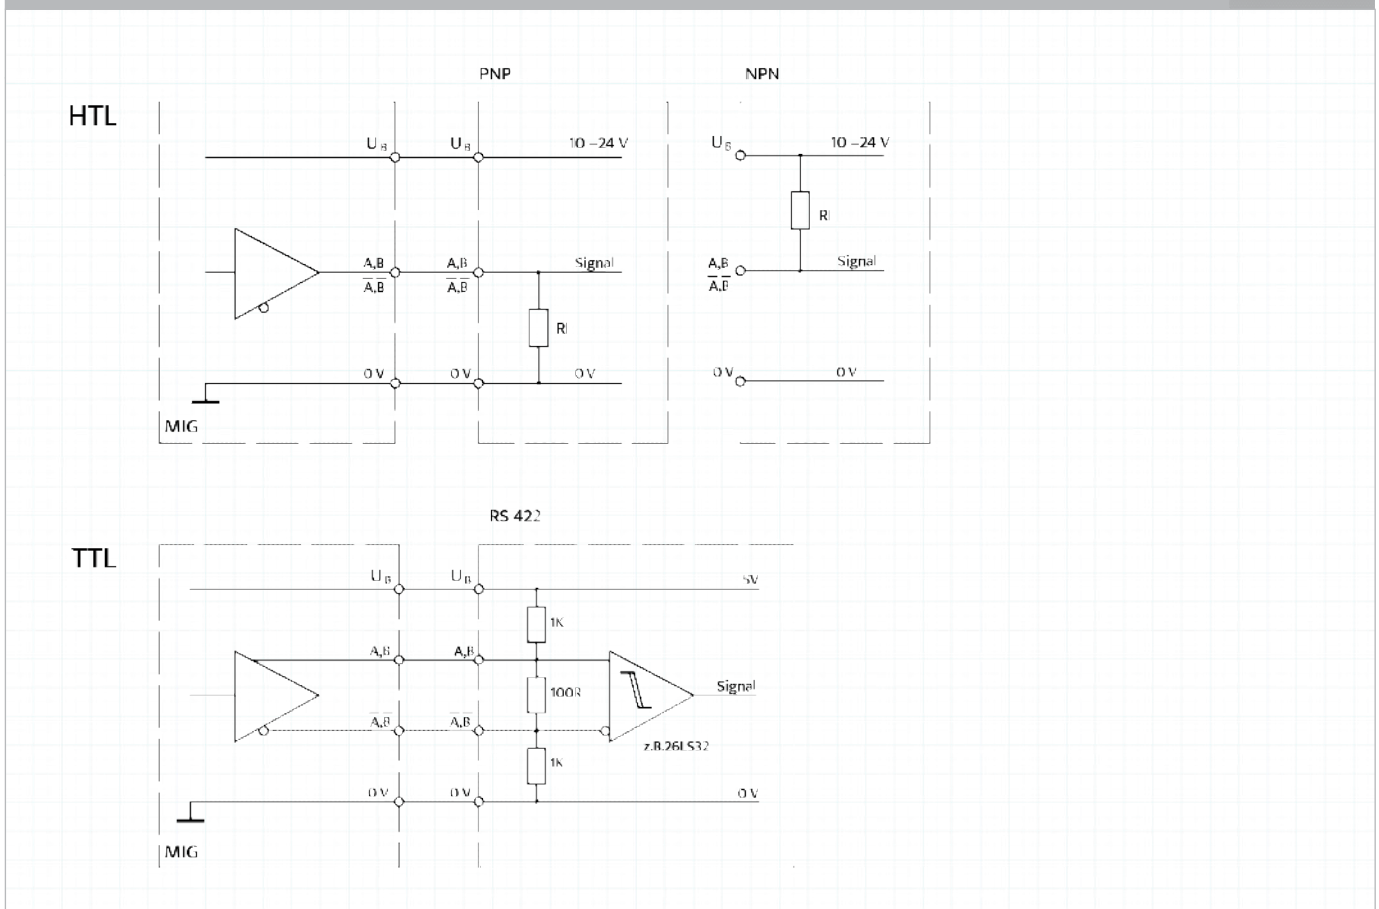 PNP NPN
HTL
U B U B 10 –24 V U B 10 –24 V
Rl
A,B A,B Signal A,B Signal
A,B A,B A,B
Rl
0 V 0 V 0 V 0 V 0 V
MIG
RS 422
TTL
U B U B 5V
1K
A,B A,B
100R Signal
A,B A,B
z.B.26LS32
1K
0 V 0 V 0 V
MIG